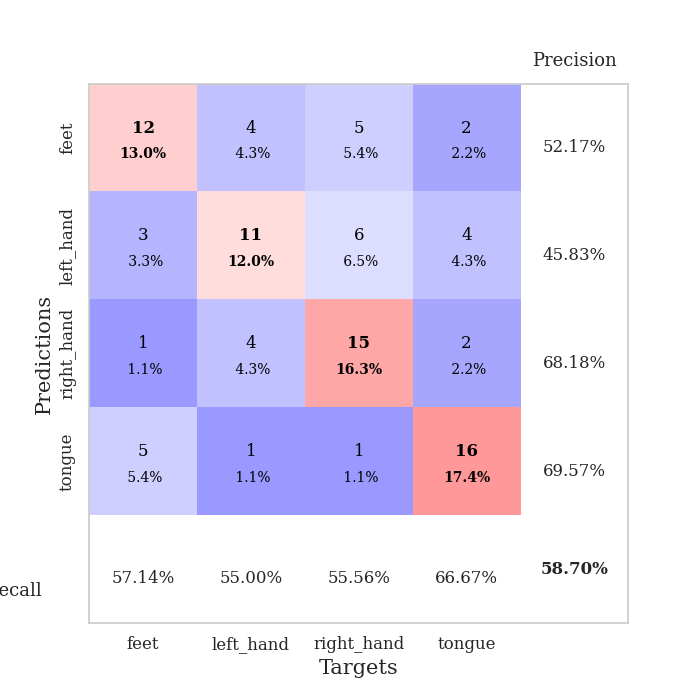 Precision
feet 12 4 5 2 52.17%
13.0% 4.3% 5.4% 2.2%
left_hand 3 11 6 4 45.83%
3.3% 12.0% 6.5% 4.3%
right_hand 1 4 15 2 68.18%
1.1% 4.3% 16.3% 2.2%
tongue 5 1 1 16 69.57%
5.4% 1.1% 1.1% 17.4%
Predictions
ecall 57.14% 55.00% 55.56% 66.67% 58.70%
feet left_hand right_hand tongue
Targets